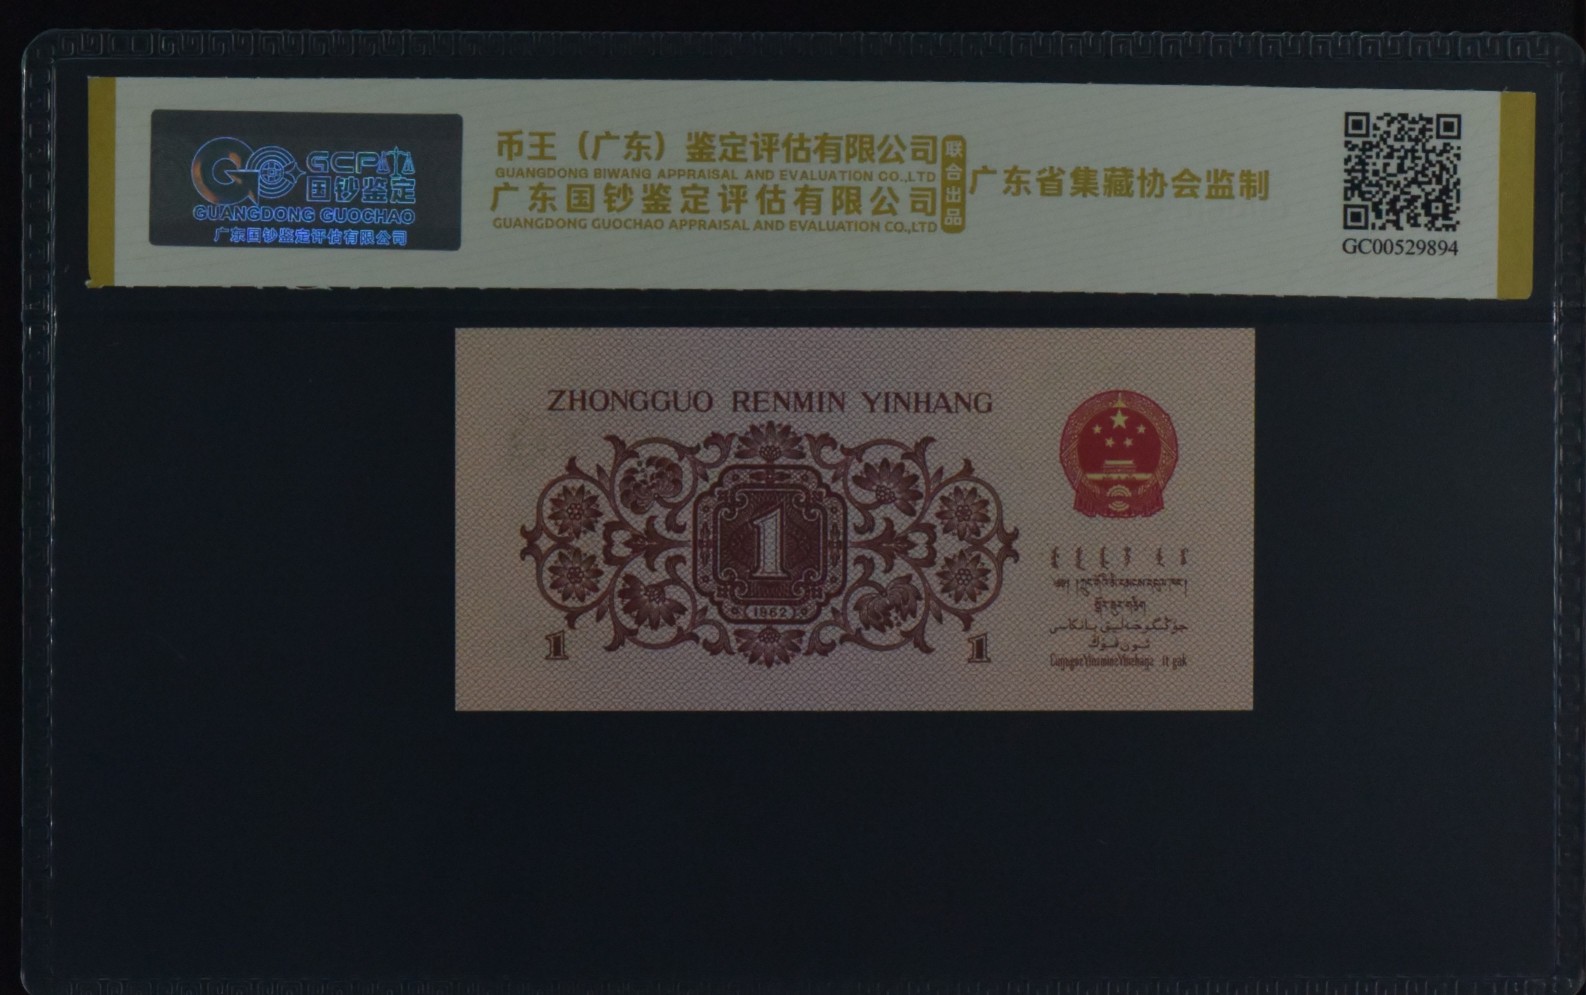 GCP
国钞鉴定
GUANGDONG GUOCHAO
广东国钞鉴定评估有限公司
币王（广东）鉴定评估有限公司
GUANGDONG BIWANG APPRAISAL AND EVALUATION CO.,LTD
广东国钞鉴定评估有限公司
GUANGDONG GUOCHAO APPRAISAL AND EVALUATION CO.,LTD
联合出品
广东省集藏协会监制
GC00529894
ZHONGGUO RENMIN YINHANG
1
1962
1
1